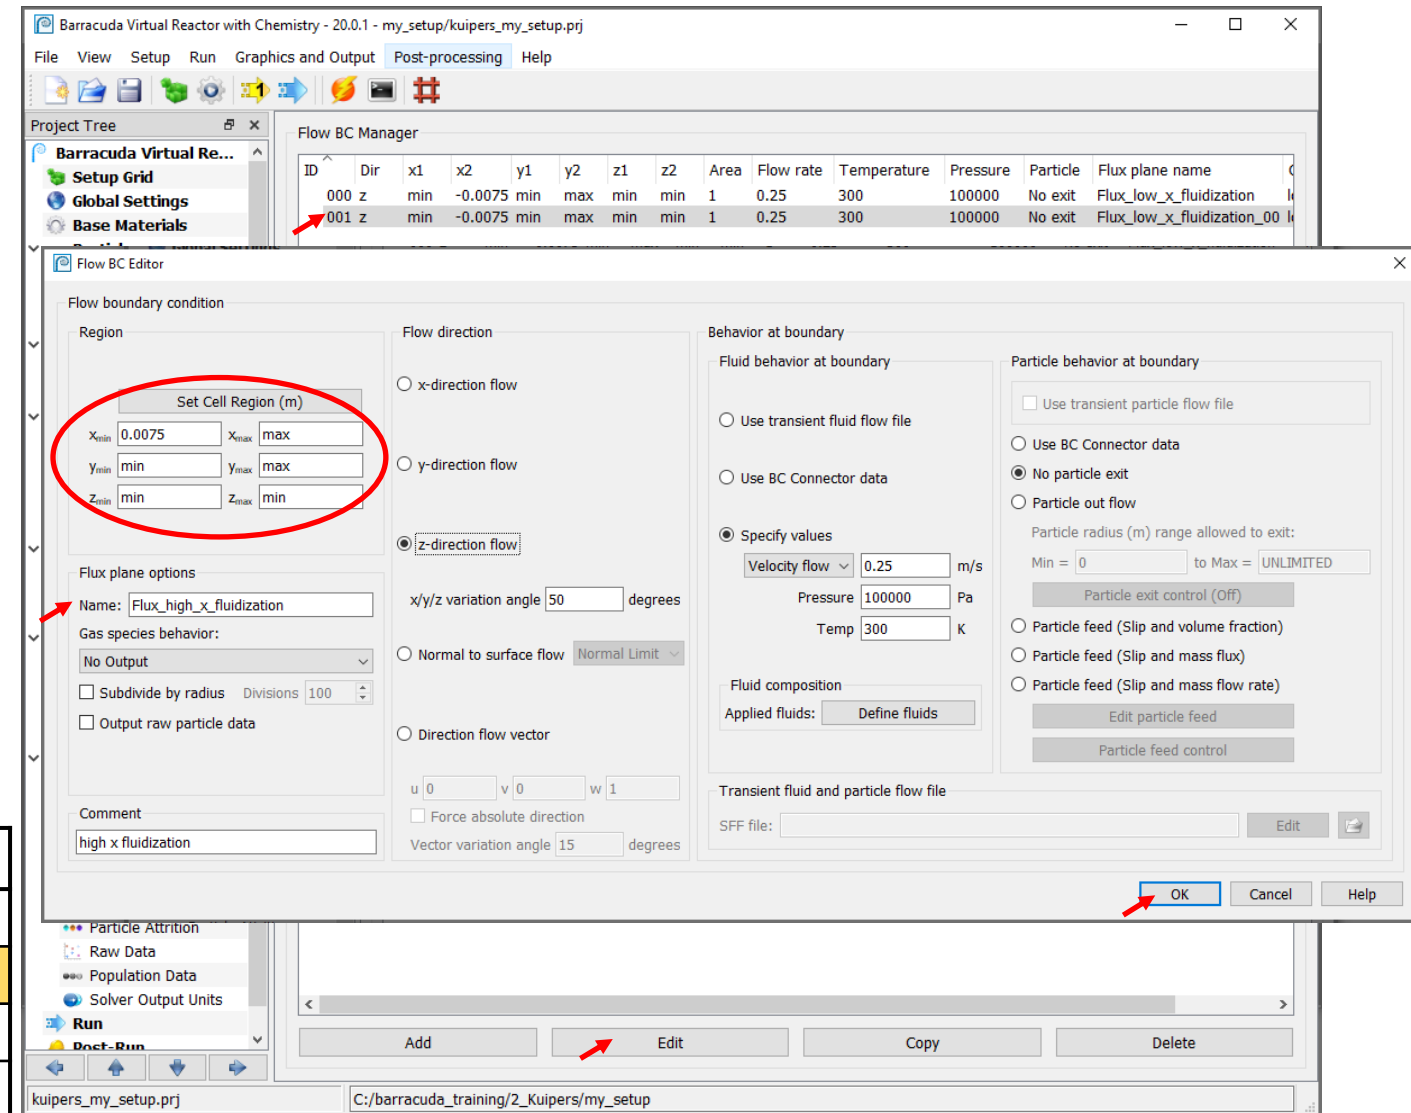 Barracuda Virtual Reactor with Chemistry - 20.0.1 - my_setup/kuipers_my_setup.prj
File View Setup Run Graphics and Output Post-processing Help
Project Tree
Barracuda Virtual Re...
Setup Grid
Global Settings
Base Materials
Flow BC Manager
ID Dir x1 x2 y1 y2 z1 z2 Area Flow rate Temperature Pressure Particle Flux plane name
000 z min -0.0075 min max min min 1 0.25 300 100000 No exit Flux_low_x_fluidization
001 z min -0.0075 min max min min 1 0.25 300 100000 No exit Flux_low_x_fluidization_00
Flow BC Editor
Flow boundary condition
Region
Set Cell Region (m)
xmin 0.0075 xmax max
ymin min ymax max
zmin min zmax min
Flux plane options
Name: Flux_high_x_fluidization
Gas species behavior:
No Output
Subdivide by radius Divisions 100
Output raw particle data
Comment
high x fluidization
Flow direction
x-direction flow
y-direction flow
z-direction flow
x/y/z variation angle 50 degrees
Normal to surface flow Normal Limit
Direction flow vector
u 0 v 0 w 1
Force absolute direction
Vector variation angle 15 degrees
Behavior at boundary
Fluid behavior at boundary
Use transient fluid flow file
Use BC Connector data
Specify values
Velocity flow 0.25 m/s
Pressure 100000 Pa
Temp 300 K
Fluid composition
Applied fluids: Define fluids
Particle behavior at boundary
Use transient particle flow file
Use BC Connector data
No particle exit
Particle out flow
Particle radius (m) range allowed to exit:
Min = 0 to Max = UNLIMITED
Particle exit control (Off)
Particle feed (Slip and volume fraction)
Particle feed (Slip and mass flux)
Particle feed (Slip and mass flow rate)
Edit particle feed
Particle feed control
Transient fluid and particle flow file
SFF file: Edit
OK Cancel Help
Particle Attrition
Raw Data
Population Data
Solver Output Units
Run
Post-Run
Add Edit Copy Delete
kuipers_my_setup.prj C:/barracuda_training/2_Kuipers/my_setup